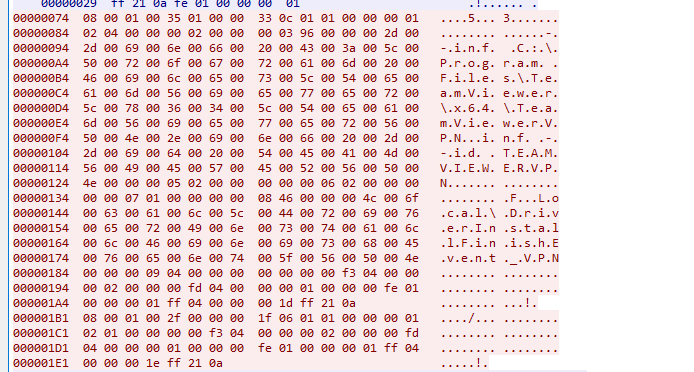 00000029 ff 21 0a fe 01 00 00 00 01 .!...... .
00000074 08 00 01 00 35 01 00 00 33 0c 01 01 00 00 00 01 ....5... 3.......
00000084 02 04 00 00 00 02 00 00 00 03 96 00 00 00 2d 00 ........ ......-.
00000094 2d 00 69 00 6e 00 66 00 20 00 43 00 3a 00 5c 00 -.i.n.f. .C.:.\.
000000A4 50 00 72 00 6f 00 67 00 72 00 61 00 6d 00 20 00 P.r.o.g. r.a.m. .
000000B4 46 00 69 00 6c 00 65 00 73 00 5c 00 54 00 65 00 F.i.l.e. s.\.T.e.
000000C4 61 00 6d 00 56 00 69 00 65 00 77 00 65 00 72 00 a.m.V.i. e.w.e.r.
000000D4 5c 00 78 00 36 00 34 00 5c 00 54 00 65 00 61 00 \.x.6.4. \.T.e.a.
000000E4 6d 00 56 00 69 00 65 00 77 00 65 00 72 00 56 00 m.V.i.e. w.e.r.V.
000000F4 50 00 4e 00 2e 00 69 00 6e 00 66 00 20 00 2d 00 P.N...i. n.f. .-.
00000104 2d 00 69 00 64 00 20 00 54 00 45 00 41 00 4d 00 -.i.d. . T.E.A.M.
00000114 56 00 49 00 45 00 57 00 45 00 52 00 56 00 50 00 V.I.E.W. E.R.V.P.
00000124 4e 00 00 00 05 02 00 00 00 00 00 06 02 00 00 00 N....... ........
00000134 00 00 07 01 00 00 00 00 08 46 00 00 00 4c 00 6f ........ .F...L.o
00000144 00 63 00 61 00 6c 00 5c 00 44 00 72 00 69 00 76 .c.a.l.\ .D.r.i.v
00000154 00 65 00 72 00 49 00 6e 00 73 00 74 00 61 00 6c .e.r.I.n .s.t.a.l
00000164 00 6c 00 46 00 69 00 6e 00 69 00 73 00 68 00 45 .l.F.i.n .i.s.h.E
00000174 00 76 00 65 00 6e 00 74 00 5f 00 56 00 50 00 4e .v.e.n.t ._.V.P.N
00000184 00 00 00 09 04 00 00 00 00 00 00 00 f3 04 00 00 ........ ........
00000194 00 02 00 00 00 fd 04 00 00 00 01 00 00 00 fe 01 ........ ........
000001A4 00 00 00 01 ff 04 00 00 00 1d ff 21 0a ........ ...!.
000001B1 08 00 01 00 2f 00 00 00 1f 06 01 01 00 00 00 01 ..../... ........
000001C1 02 01 00 00 00 00 f3 04 00 00 00 02 00 00 00 fd ........ ........
000001D1 04 00 00 00 01 00 00 00 fe 01 00 00 00 01 ff 04 ........ ........
000001E1 00 00 00 1e ff 21 0a .....!.